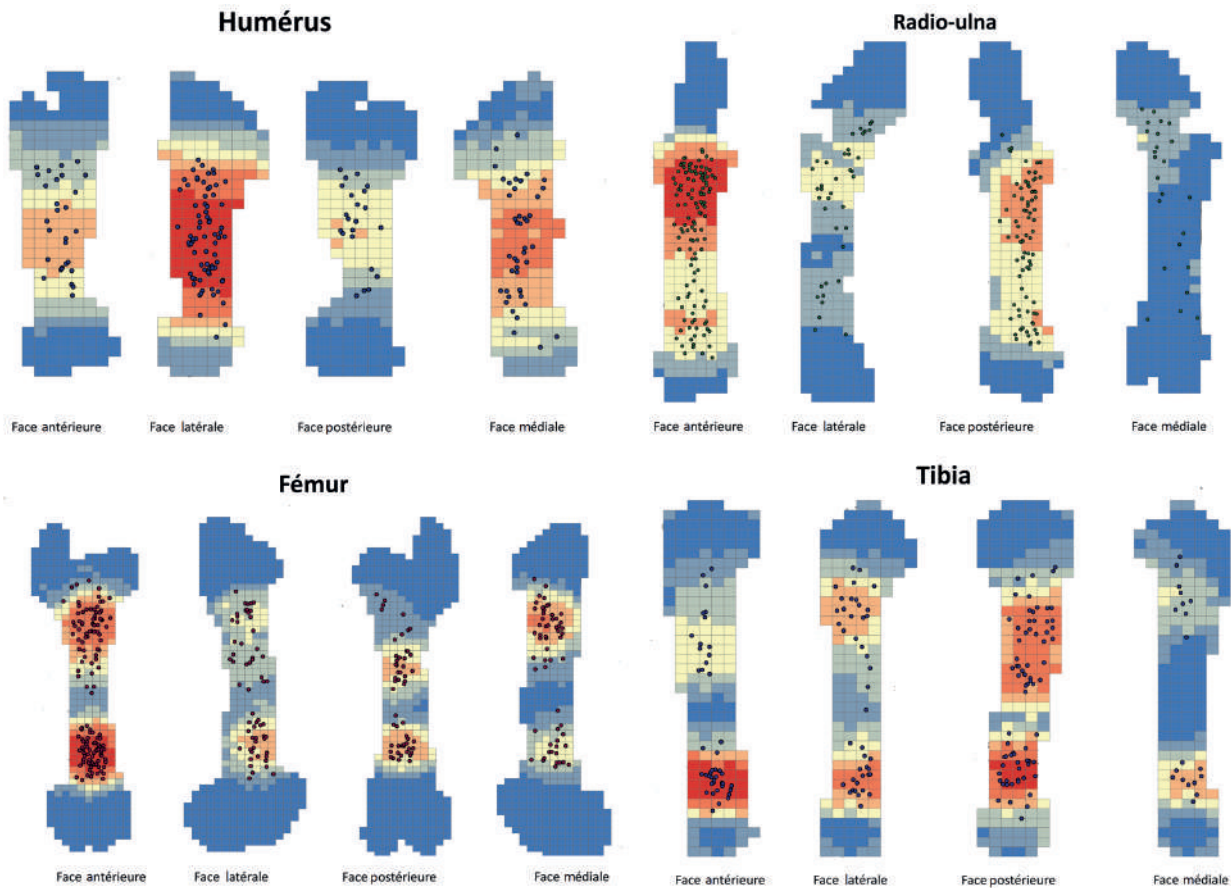 Humérus
Radio-ulna
Face antérieure
Face latérale
Face postérieure
Face médiale
Face antérieure
Face latérale
Face postérieure
Face médiale
Fémur
Tibia
Face antérieure
Face latérale
Face postérieure
Face médiale
Face antérieure
Face latérale
Face postérieure
Face médiale